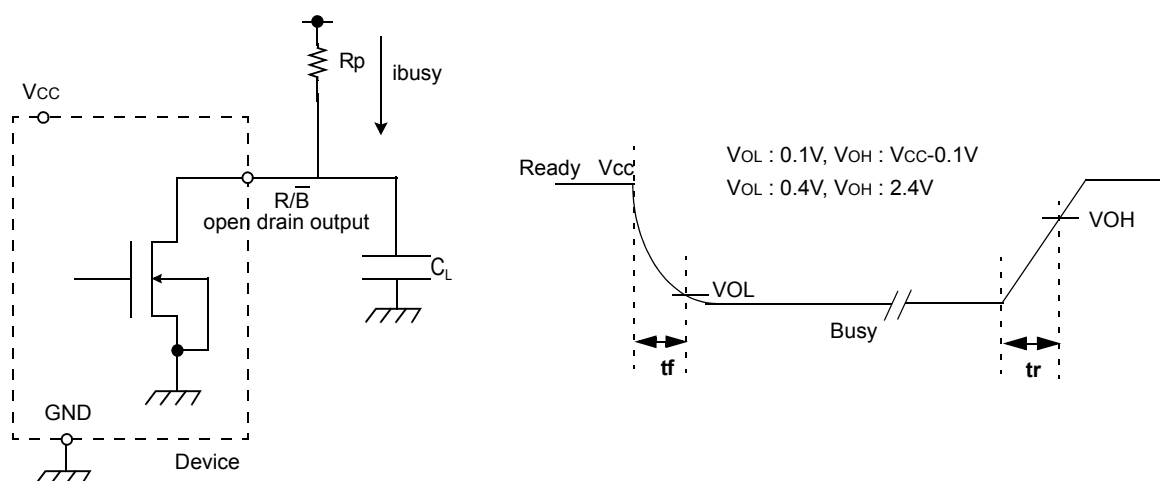 Rp
ibusy
VCC
R/B̅
open drain output
CL
GND
Device
VOL : 0.1V, VOH : VCC-0.1V
VOL : 0.4V, VOH : 2.4V
Ready Vcc
VOH
VOL
Busy
tf
tr